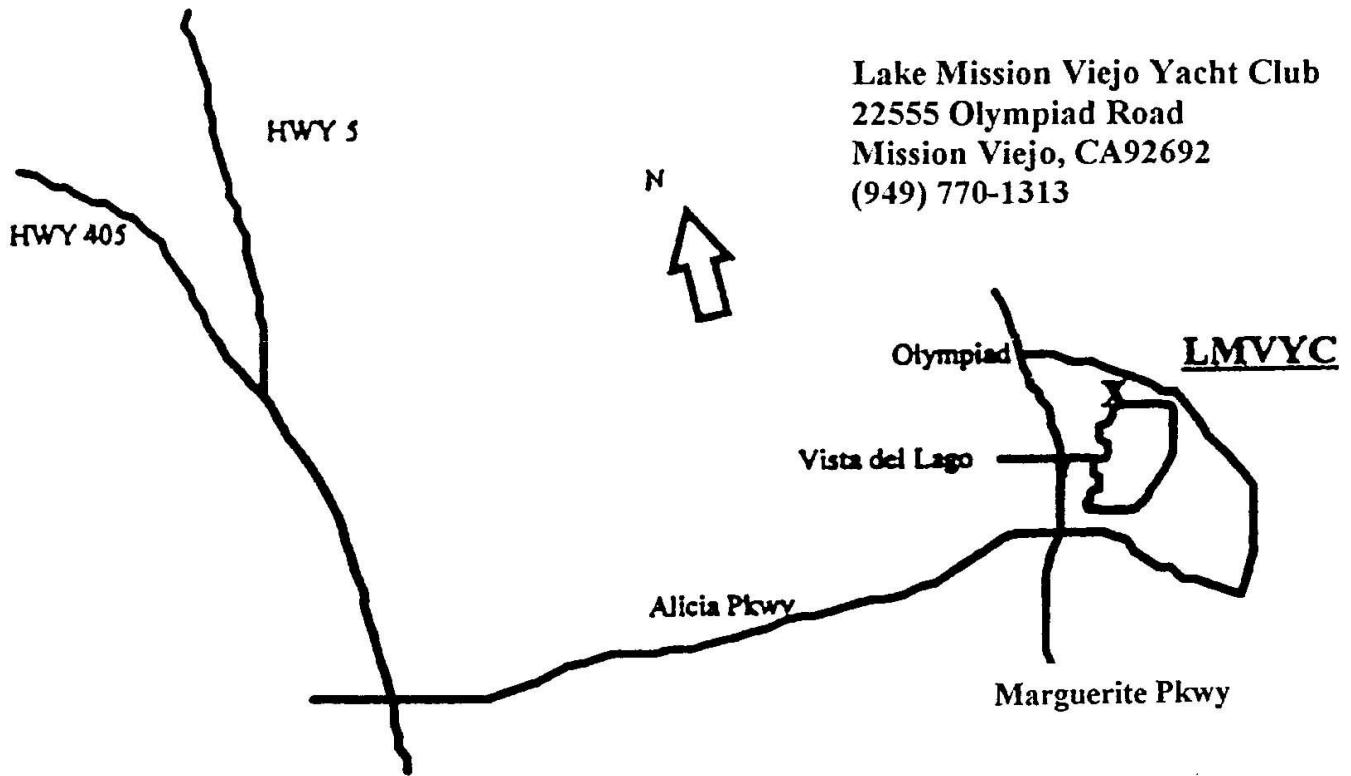 Lake Mission Viejo Yacht Club
22555 Olympiad Road
Mission Viejo, CA92692
(949) 770-1313
HWY 5
N
HWY 405
Olympiad
LMVYC
X
Vista del Lago
Alicia Pkwy
Marguerite Pkwy